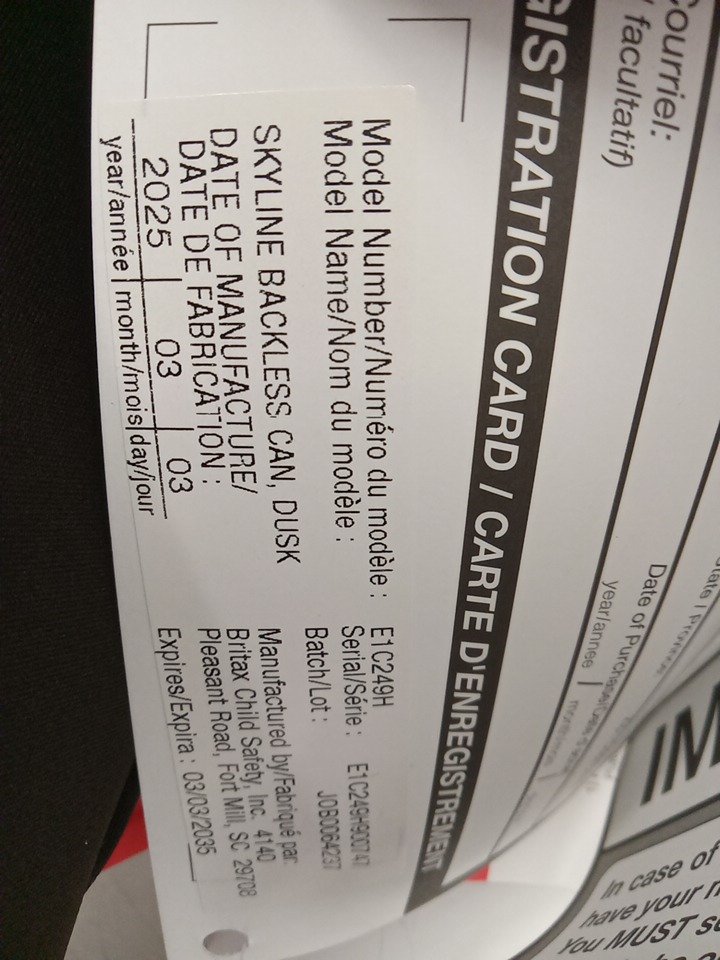 Courriel:
facultatif)
GISTRATION CARD / CARTE D'ENREGISTREMENT
Date of Purchase
year/année
Model Number/Numéro du modèle : E1C249H
Model Name/Nom du modèle :
Serial/Série :
Batch/Lot : JOB0064237
SKYLINE BACKLESS, CAN, DUSK
DATE OF MANUFACTURE/
DATE DE FABRICATION :
2025 | 03 | 03
year/année | month/mois | day/jour
Manufactured by/Fabriqué par:
Britax Child Safety, Inc. 4140
Pleasant Road, Fort Mill, SC 29708
Expires/Expira : 03/03/2035
IM
In case of
have your
You MUST